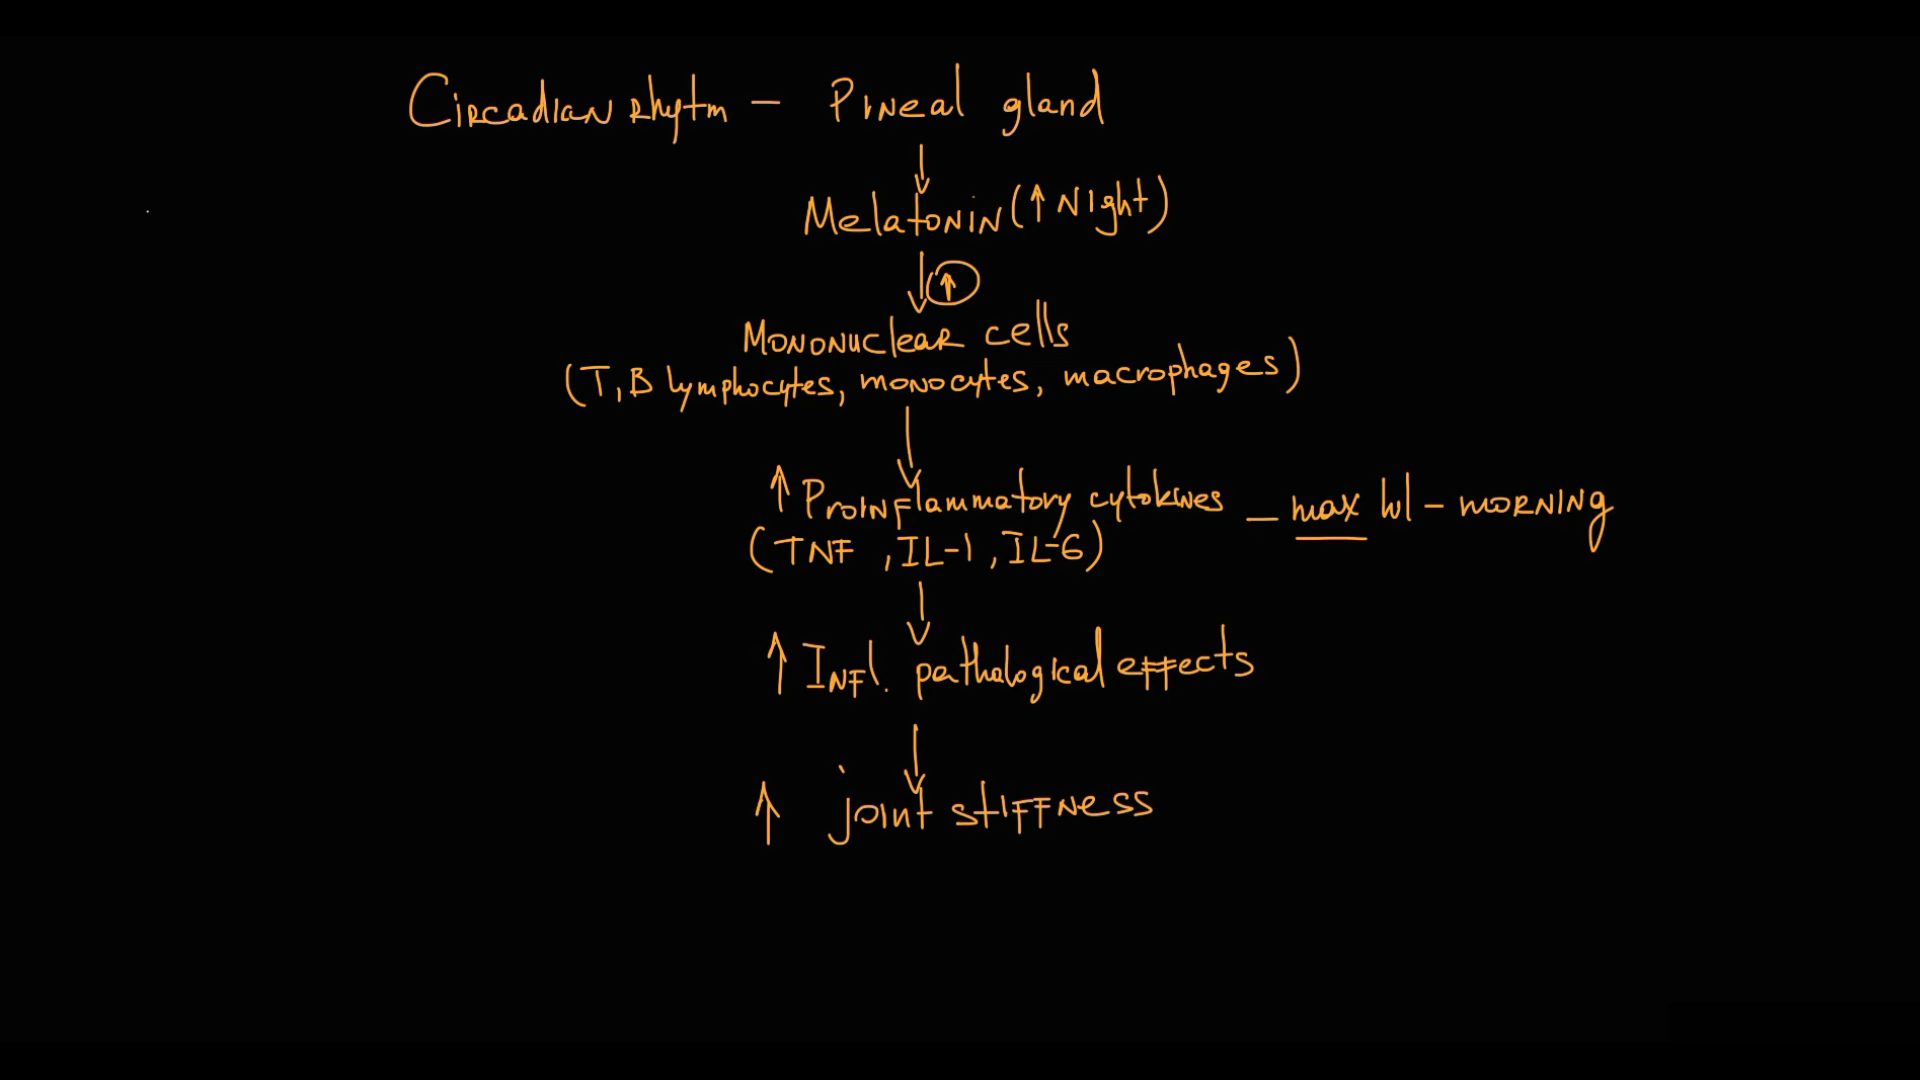 Circadian rhytm – Pineal gland
↓
Melatonin (↑ Night)
↓ ↑
Mononuclear cells
(T, B lymphocytes, monocytes, macrophages)
↓
↑ Proinflammatory cytokines – max lvl – morning
(TNF, IL-1, IL-6)
↓
↑ Infl. pathological effects
↓
↑ joint stiffness